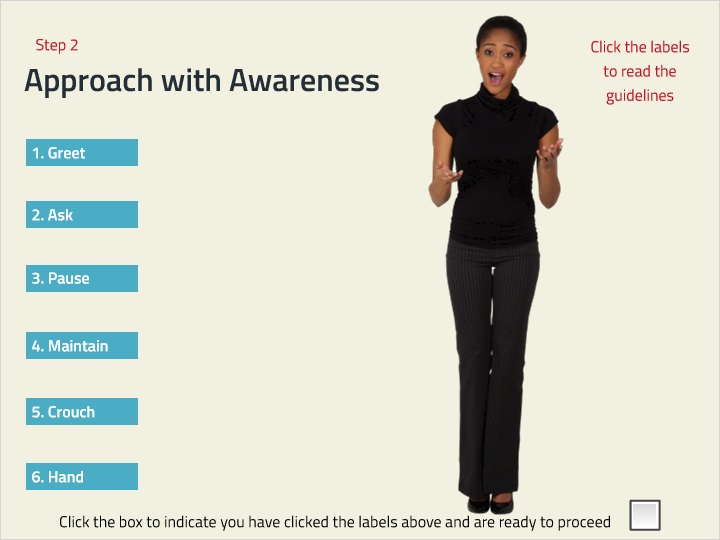 Step 2
Approach with Awareness
Click the labels
to read the
guidelines
1. Greet
2. Ask
3. Pause
4. Maintain
5. Crouch
6. Hand
Click the box to indicate you have clicked the labels above and are ready to proceed